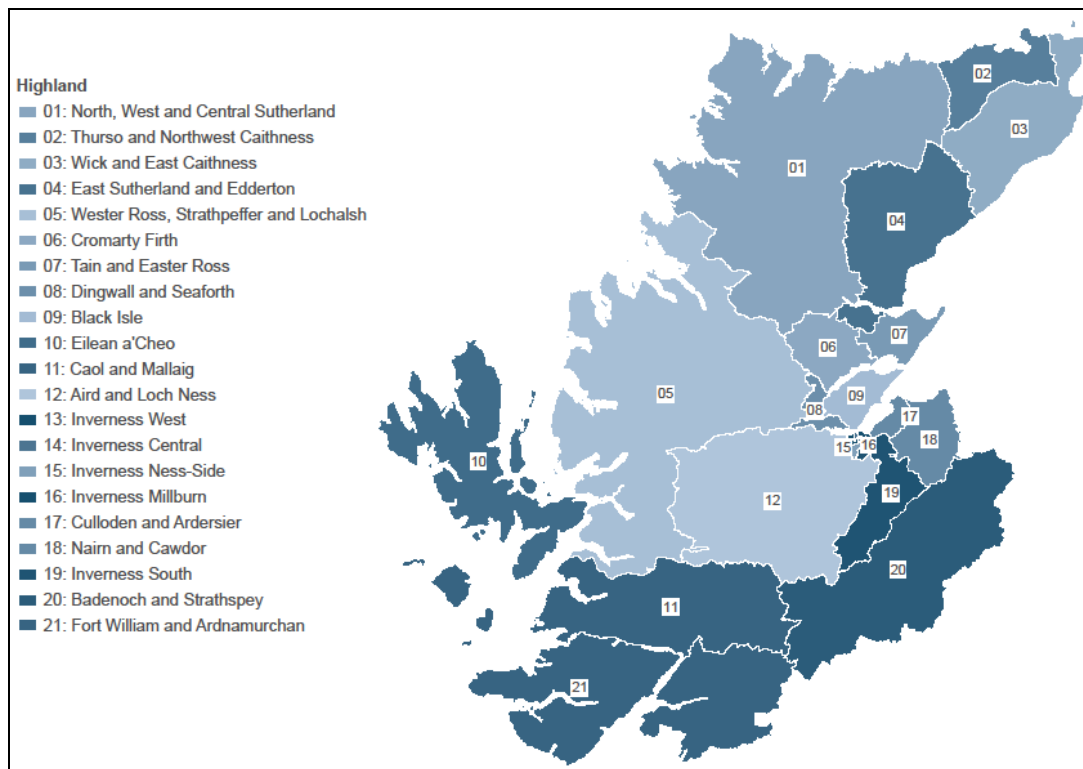 Highland
01: North, West and Central Sutherland
02: Thurso and Northwest Caithness
03: Wick and East Caithness
04: East Sutherland and Edderton
05: Wester Ross, Strathpeffer and Lochalsh
06: Cromarty Firth
07: Tain and Easter Ross
08: Dingwall and Seaforth
09: Black Isle
10: Eilean a'Cheo
11: Caol and Mallaig
12: Aird and Loch Ness
13: Inverness West
14: Inverness Central
15: Inverness Ness-Side
16: Inverness Millburn
17: Culloden and Ardersier
18: Nairn and Cawdor
19: Inverness South
20: Badenoch and Strathspey
21: Fort William and Ardnamurchan
02
03
01
04
07
06
05
09
08
17
18
15
16
10
19
12
20
11
21